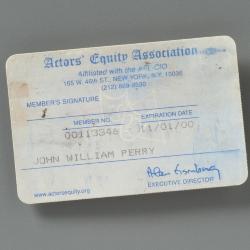 Actors' Equity Association
Affiliated with the AFL-CIO
165 W. 46th ST., NEW YORK, N.Y. 10036
(212) 869-8530
MEMBER'S SIGNATURE
MEMBER NO.
EXPIRATION DATE
00113346
11/01/00
JOHN WILLIAM PERRY
www.actorsequity.org
EXECUTIVE DIRECTOR